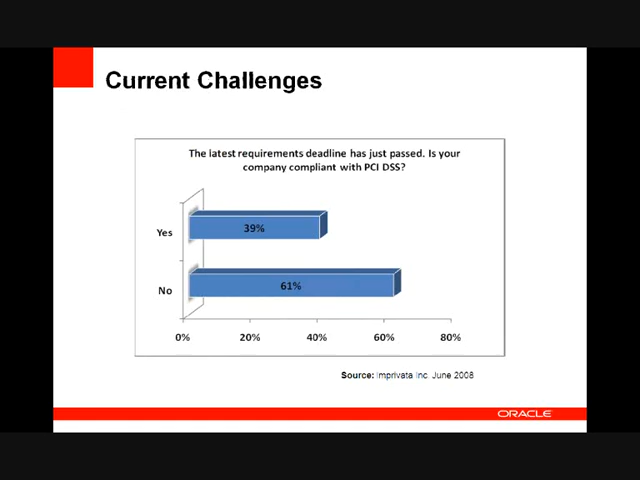 Current Challenges
The latest requirements deadline has just passed. Is your
company compliant with PCI DSS?
Yes
39%
No
61%
0% 20% 40% 60% 80%
Source: Imprivata Inc. June 2008
ORACLE